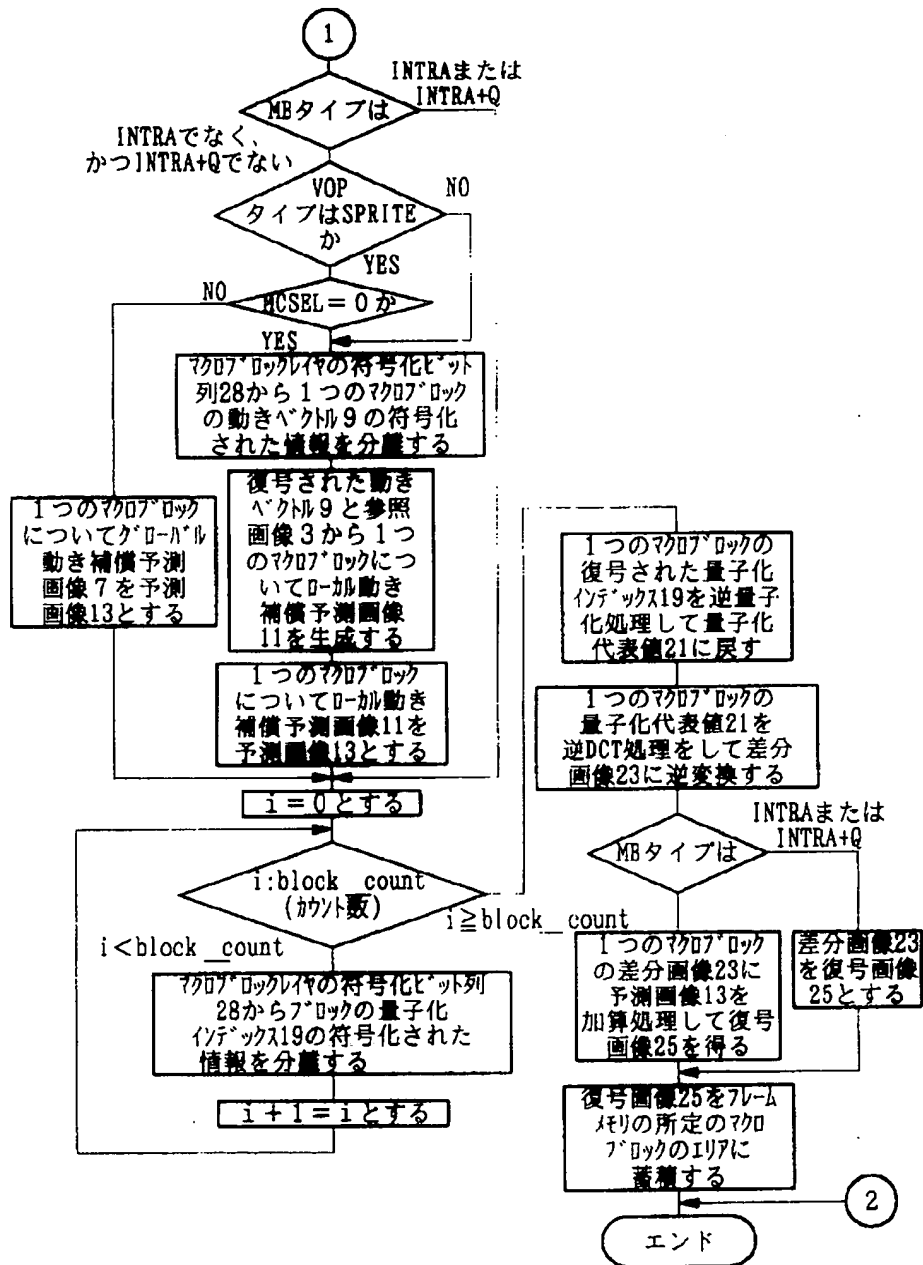 1
MBタイプは
INTRAまたは
INTRA+Q
INTRAでなく、
かつINTRA+Qでない
VOP
タイプはSPRITE
か
NO
YES
MCSEL=0か
NO
YES
マクロブロックレイヤの符号化ビット
列28から1つのマクロブロック
の動きベクトル9の符号化
された情報を分離する
復号された動き
ベクトル9と参照
画像3から1つ
のマクロブロックにつ
いてローカル動き
補償予測画像
11を生成する
1つのマクロブロック
についてローカル動き
補償予測画像11を
予測画像13とする
1つのマクロブロック
についてグローバル
動き補償予測
画像7を予測
画像13とする
i=0とする
i:block_count
(カウント数)
i<block_count
i≧block_count
マクロブロックレイヤの符号化ビット列
28からブロックの量子化
インデックス19の符号化された
情報を分離する
i+1=iとする
1つのマクロブロックの
復号された量子化
インデックス19を逆量子
化処理して量子化
代表値21に戻す
1つのマクロブロックの
量子化代表値21を
逆DCT処理をして差分
画像23に逆変換する
MBタイプは
INTRAまたは
INTRA+Q
1つのマクロブロック
の差分画像23に
予測画像13を
加算処理して復号
画像25を得る
差分画像23
を復号画像
25とする
復号画像25をフレーム
メモリの所定のマクロ
ブロックのエリアに
蓄積する
2
エンド